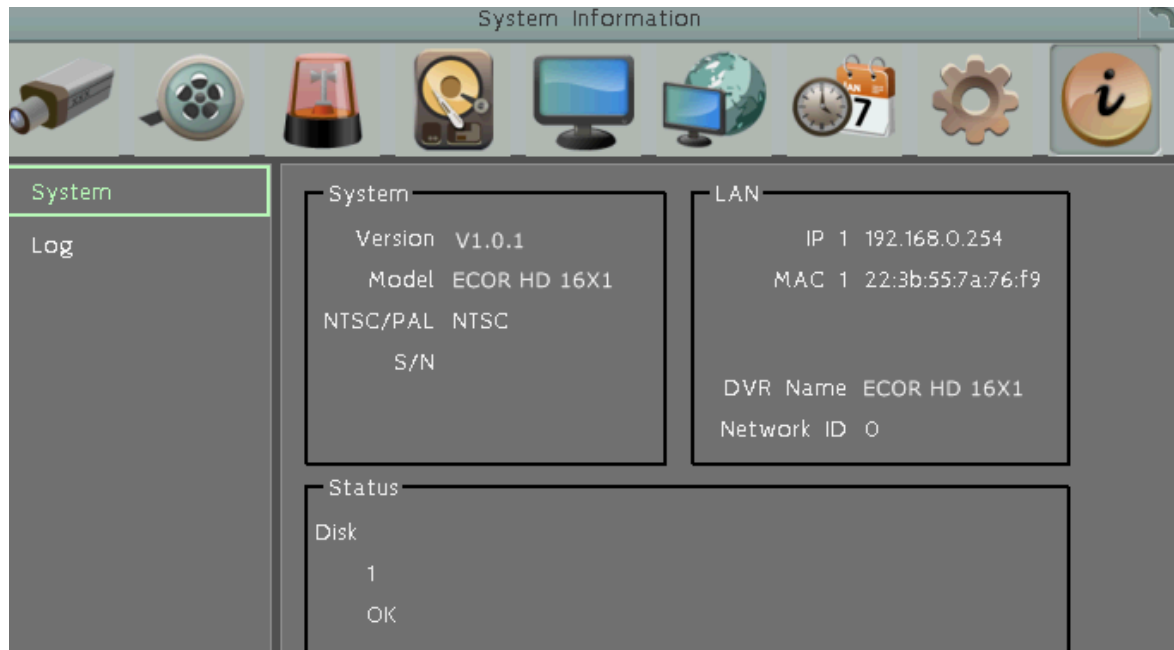 System Information
JAN
7
System
Log
System
Version V1.0.1
Model ECOR HD 16X1
NTSC/PAL NTSC
S/N
LAN
IP 1 192.168.0.254
MAC 1 22:3b:55:7a:76:f9
DVR Name ECOR HD 16X1
Network ID 0
Status
Disk
1
OK